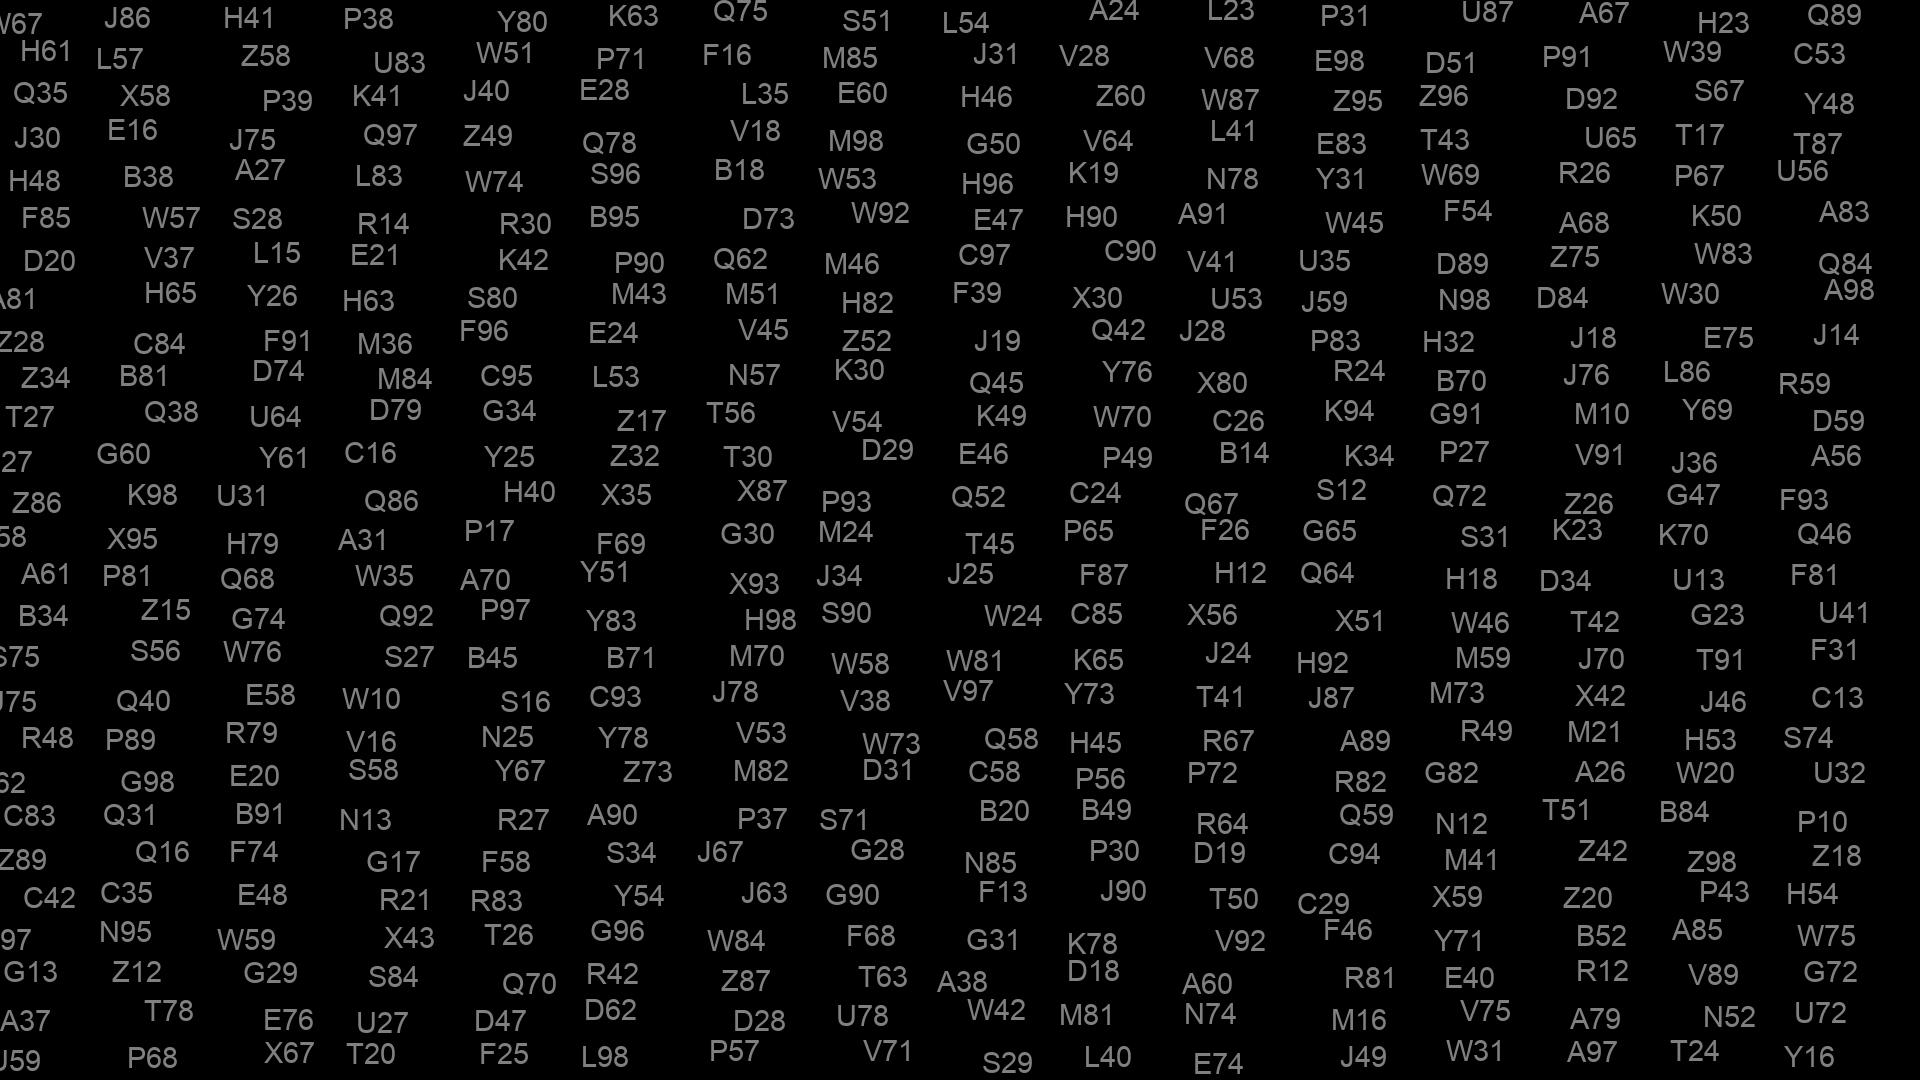 W67 J86 H41 P38 Y80 K63 Q75 S51 L54 A24 L23 P31 U87 A67 H23 Q89
H61 L57 Z58 U83 W51 P71 F16 M85 J31 V28 V68 E98 D51 P91 W39 C53
Q35 X58 P39 K41 J40 E28 L35 E60 H46 Z60 W87 Z95 Z96 D92 S67 Y48
J30 E16 J75 Q97 Z49 Q78 V18 M98 G50 V64 L41 E83 T43 U65 T17 T87
H48 B38 A27 L83 W74 S96 B18 W53 H96 K19 N78 Y31 W69 R26 P67 U56
F85 W57 S28 R14 R30 B95 D73 W92 E47 H90 A91 W45 F54 A68 K50 A83
D20 V37 L15 E21 K42 P90 Q62 M46 C97 C90 V41 U35 D89 Z75 W83 Q84
A81 H65 Y26 H63 S80 M43 M51 H82 F39 X30 U53 J59 N98 D84 W30 A98
Z28 C84 F91 M36 F96 E24 V45 Z52 J19 Q42 J28 P83 H32 J18 E75 J14
Z34 B81 D74 M84 C95 L53 N57 K30 Q45 Y76 X80 R24 B70 J76 L86 R59
T27 Q38 U64 D79 G34 Z17 T56 V54 K49 W70 C26 K94 G91 M10 Y69 D59
27 G60 Y61 C16 Y25 Z32 T30 D29 E46 P49 B14 K34 P27 V91 J36 A56
Z86 K98 U31 Q86 H40 X35 X87 P93 Q52 C24 Q67 S12 Q72 Z26 G47 F93
58 X95 H79 A31 P17 F69 G30 M24 T45 P65 F26 G65 S31 K23 K70 Q46
A61 P81 Q68 W35 A70 Y51 X93 J34 J25 F87 H12 Q64 H18 D34 U13 F81
B34 Z15 G74 Q92 P97 Y83 H98 S90 W24 C85 X56 X51 W46 T42 G23 U41
S75 S56 W76 S27 B45 B71 M70 W58 W81 K65 J24 H92 M59 J70 T91 F31
J75 Q40 E58 W10 S16 C93 J78 V38 V97 Y73 T41 J87 M73 X42 J46 C13
R48 P89 R79 V16 N25 Y78 V53 W73 Q58 H45 R67 A89 R49 M21 H53 S74
62 G98 E20 S58 Y67 Z73 M82 D31 C58 P56 P72 R82 G82 A26 W20 U32
C83 Q31 B91 N13 R27 A90 P37 S71 B20 B49 R64 Q59 N12 T51 B84 P10
Z89 Q16 F74 G17 F58 S34 J67 G28 N85 P30 D19 C94 M41 Z42 Z98 Z18
C42 C35 E48 R21 R83 Y54 J63 G90 F13 J90 T50 C29 X59 Z20 P43 H54
97 N95 W59 X43 T26 G96 W84 F68 G31 K78 V92 F46 Y71 B52 A85 W75
G13 Z12 G29 S84 Q70 R42 Z87 T63 A38 D18 A60 R81 E40 R12 V89 G72
A37 T78 E76 U27 D47 D62 D28 U78 W42 M81 N74 M16 V75 A79 N52 U72
U59 P68 X67 T20 F25 L98 P57 V71 S29 L40 E74 J49 W31 A97 T24 Y16